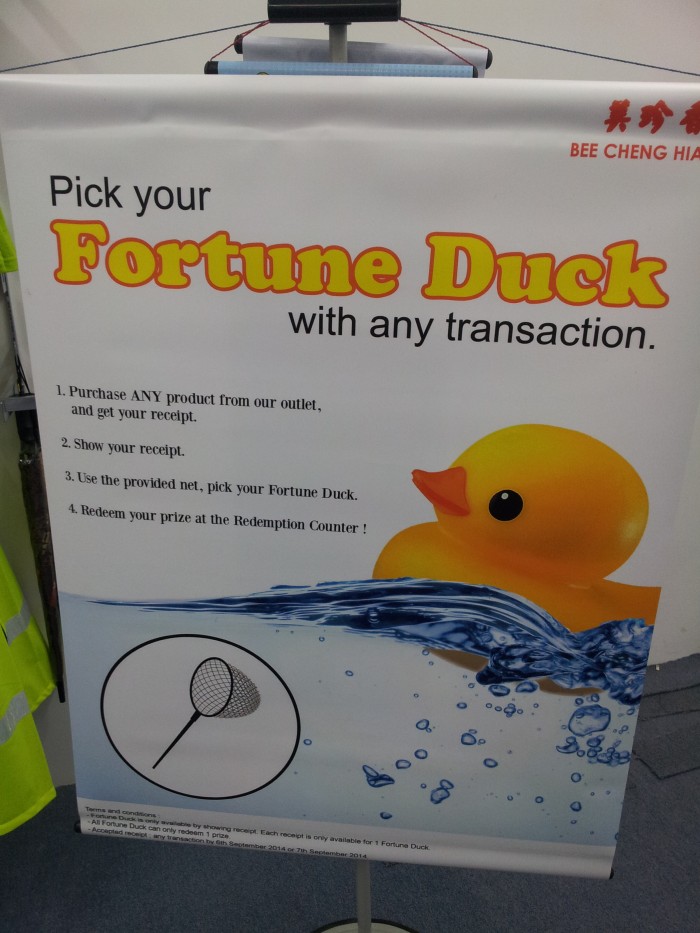 美珍香
BEE CHENG HIA
Pick your
Fortune Duck
with any transaction.
1. Purchase ANY product from our outlet,
and get your receipt.
2. Show your receipt.
3. Use the provided net, pick your Fortune Duck.
4. Redeem your prize at the Redemption Counter !
Terms and conditions :
- Fortune Duck is only available by showing receipt. Each receipt is only available for 1 Fortune Duck.
- All Fortune Duck can only redeem 1 prize.
- Accepted receipt : any transaction by 6th September 2014 or 7th September 2014